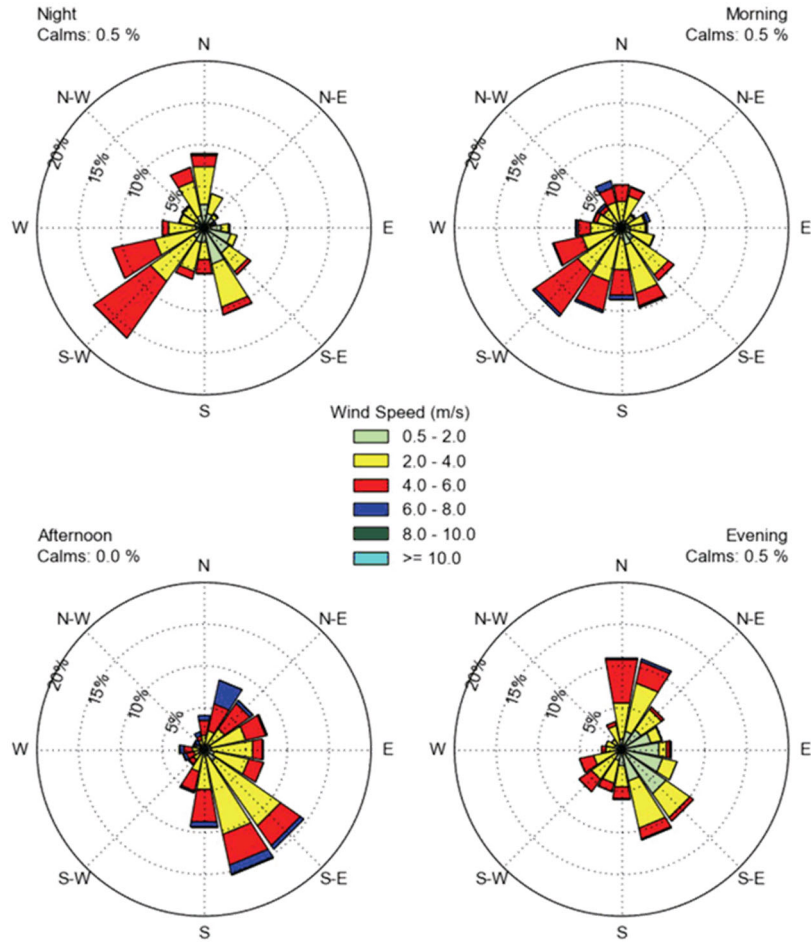 Night
Calms: 0.5 %
N
N-W
N-E
20%
15%
10%
5%
W
E
S-W
S-E
S
Morning
Calms: 0.5 %
N
N-W
N-E
20%
15%
10%
5%
W
E
S-W
S-E
S
Wind Speed (m/s)
0.5 - 2.0
2.0 - 4.0
4.0 - 6.0
6.0 - 8.0
8.0 - 10.0
>= 10.0
Afternoon
Calms: 0.0 %
N
N-W
N-E
20%
15%
10%
5%
W
E
S-W
S-E
S
Evening
Calms: 0.5 %
N
N-W
N-E
20%
15%
10%
5%
W
E
S-W
S-E
S